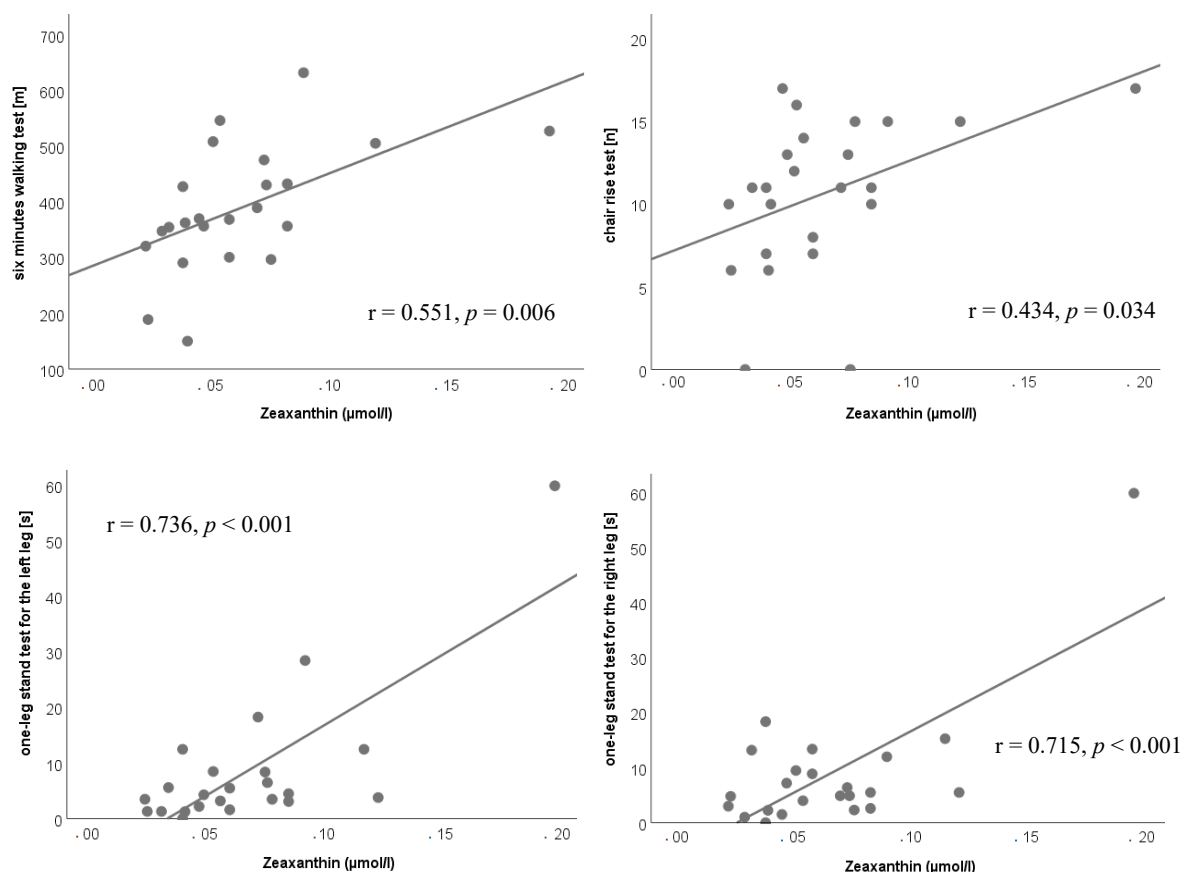 six minutes walking test [m]
700
600
500
400
300
200
100
r = 0.551, p = 0.006
.00 .05 .10 .15 .20
Zeaxanthin (µmol/l)
chair rise test [n]
20
15
10
5
0
r = 0.434, p = 0.034
.00 .05 .10 .15 .20
Zeaxanthin (µmol/l)
one-leg stand test for the left leg [s]
60
50
40
30
20
10
0
r = 0.736, p < 0.001
.00 .05 .10 .15 .20
Zeaxanthin (µmol/l)
one-leg stand test for the right leg [s]
60
50
40
30
20
10
0
r = 0.715, p < 0.001
.00 .05 .10 .15 .20
Zeaxanthin (µmol/l)